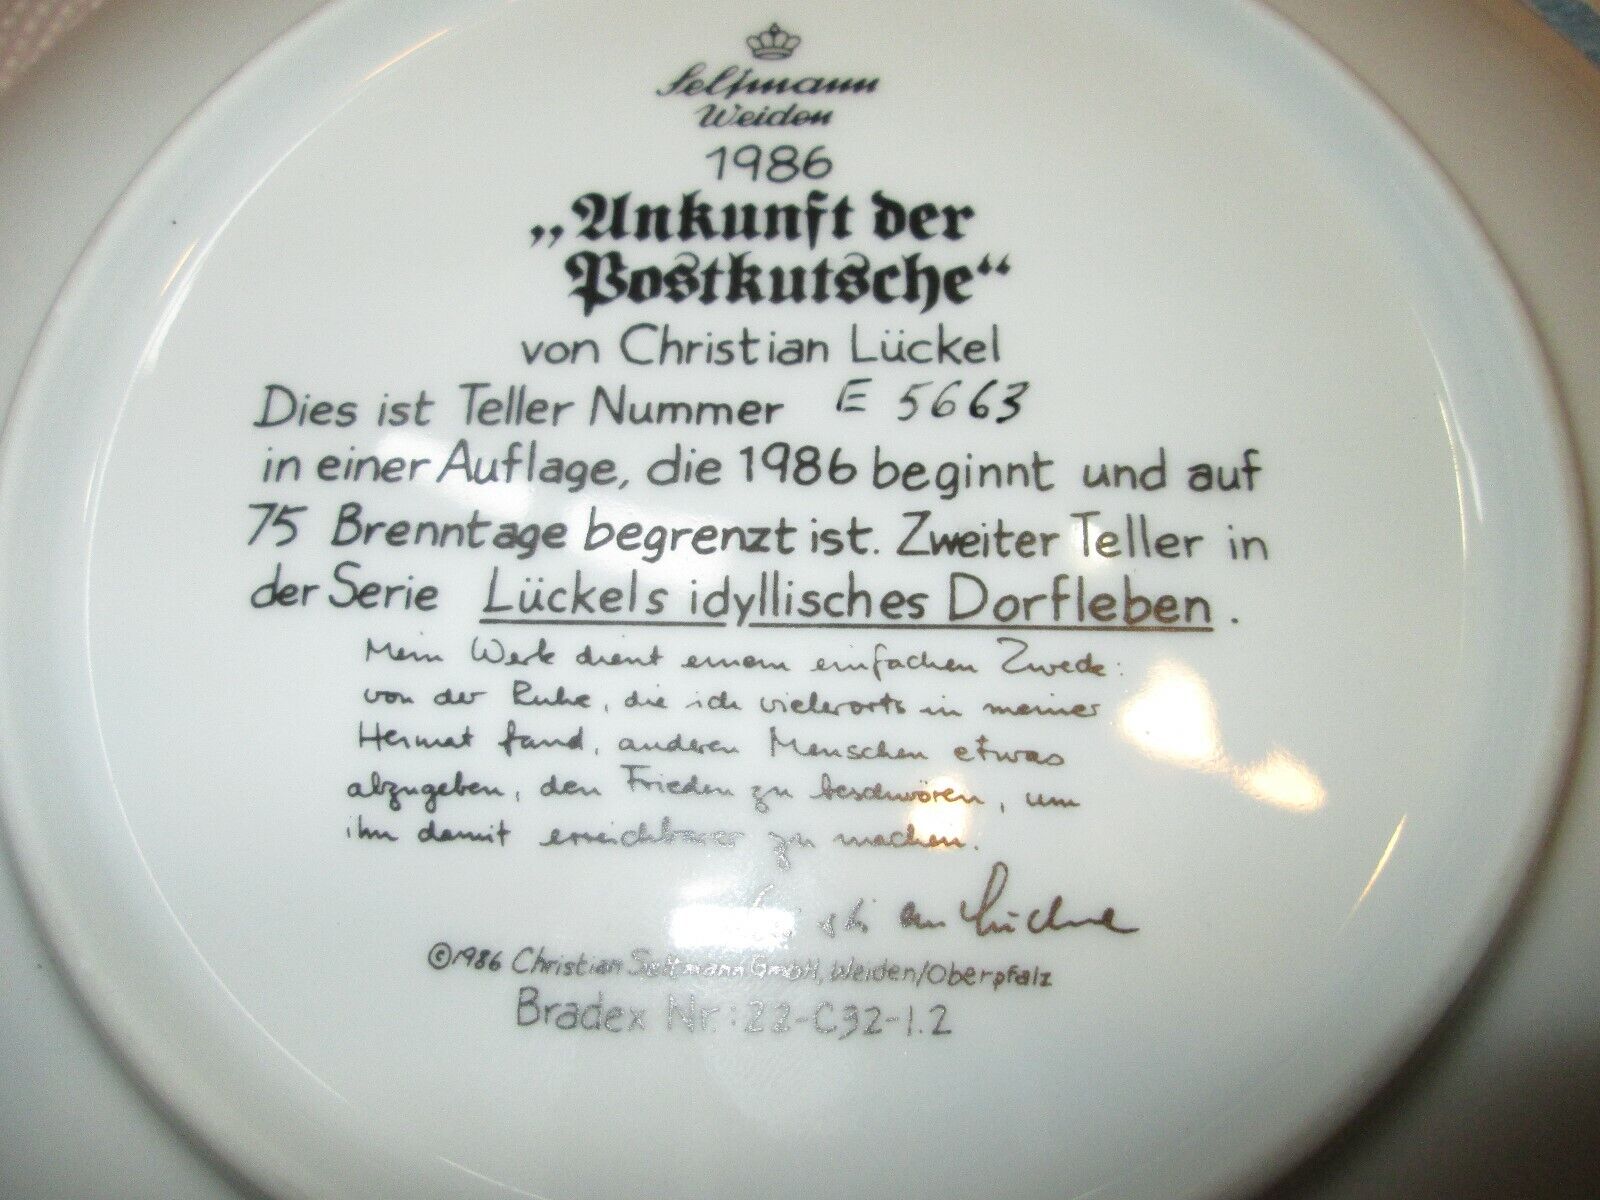 Seltmann
Weiden
1986
„Ankunft der
Postkutsche“
von Christian Lückel
Dies ist Teller Nummer E 5663
in einer Auflage, die 1986 beginnt und auf
75 Brenntage begrenzt ist. Zweiter Teller in
der Serie Lückels idyllisches Dorfleben.
Mein Werk dient einem einfachen Zweck:
von der Ruhe, die ich vielerorts in meiner
Heimat fand, anderen Menschen etwas
abzugeben, den Frieden zu beschwören, um
ihn damit erreichbarer zu machen.
Christian Lückel
©1986 Christian Seltmann GmbH, Weiden/Oberpfalz
Bradex Nr.: 22-C32-1.2